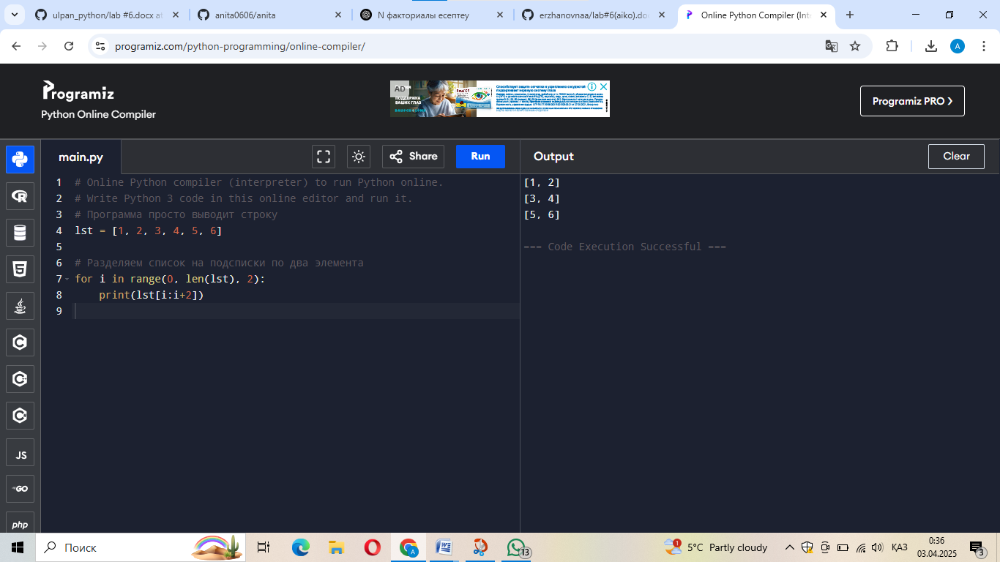 ulpan_python/lab #6.docx at
anita0606/anita
N факториалы есептеу
erzhanovnaa/lab#6(aiko).doc
Online Python Compiler (Inte
programiz.com/python-programming/online-compiler/
A
Programiz
Python Online Compiler
AD
ПОДДЕРЖКА
ВАШИХ ГЛАЗ
Programiz PRO
main.py
Share
Run
Output
Clear
1 # Online Python compiler (interpreter) to run Python online.
2 # Write Python 3 code in this online editor and run it.
3 # Программа просто выводит строку
4 lst = [1, 2, 3, 4, 5, 6]
5
6 # Разделяем список на подсписки по два элемента
7 for i in range(0, len(lst), 2):
8     print(lst[i:i+2])
9
[1, 2]
[3, 4]
[5, 6]
=== Code Execution Successful ===
JS
GO
php
Поиск
A
13
1
5°C Partly cloudy
ҚАЗ
0:36
03.04.2025
3